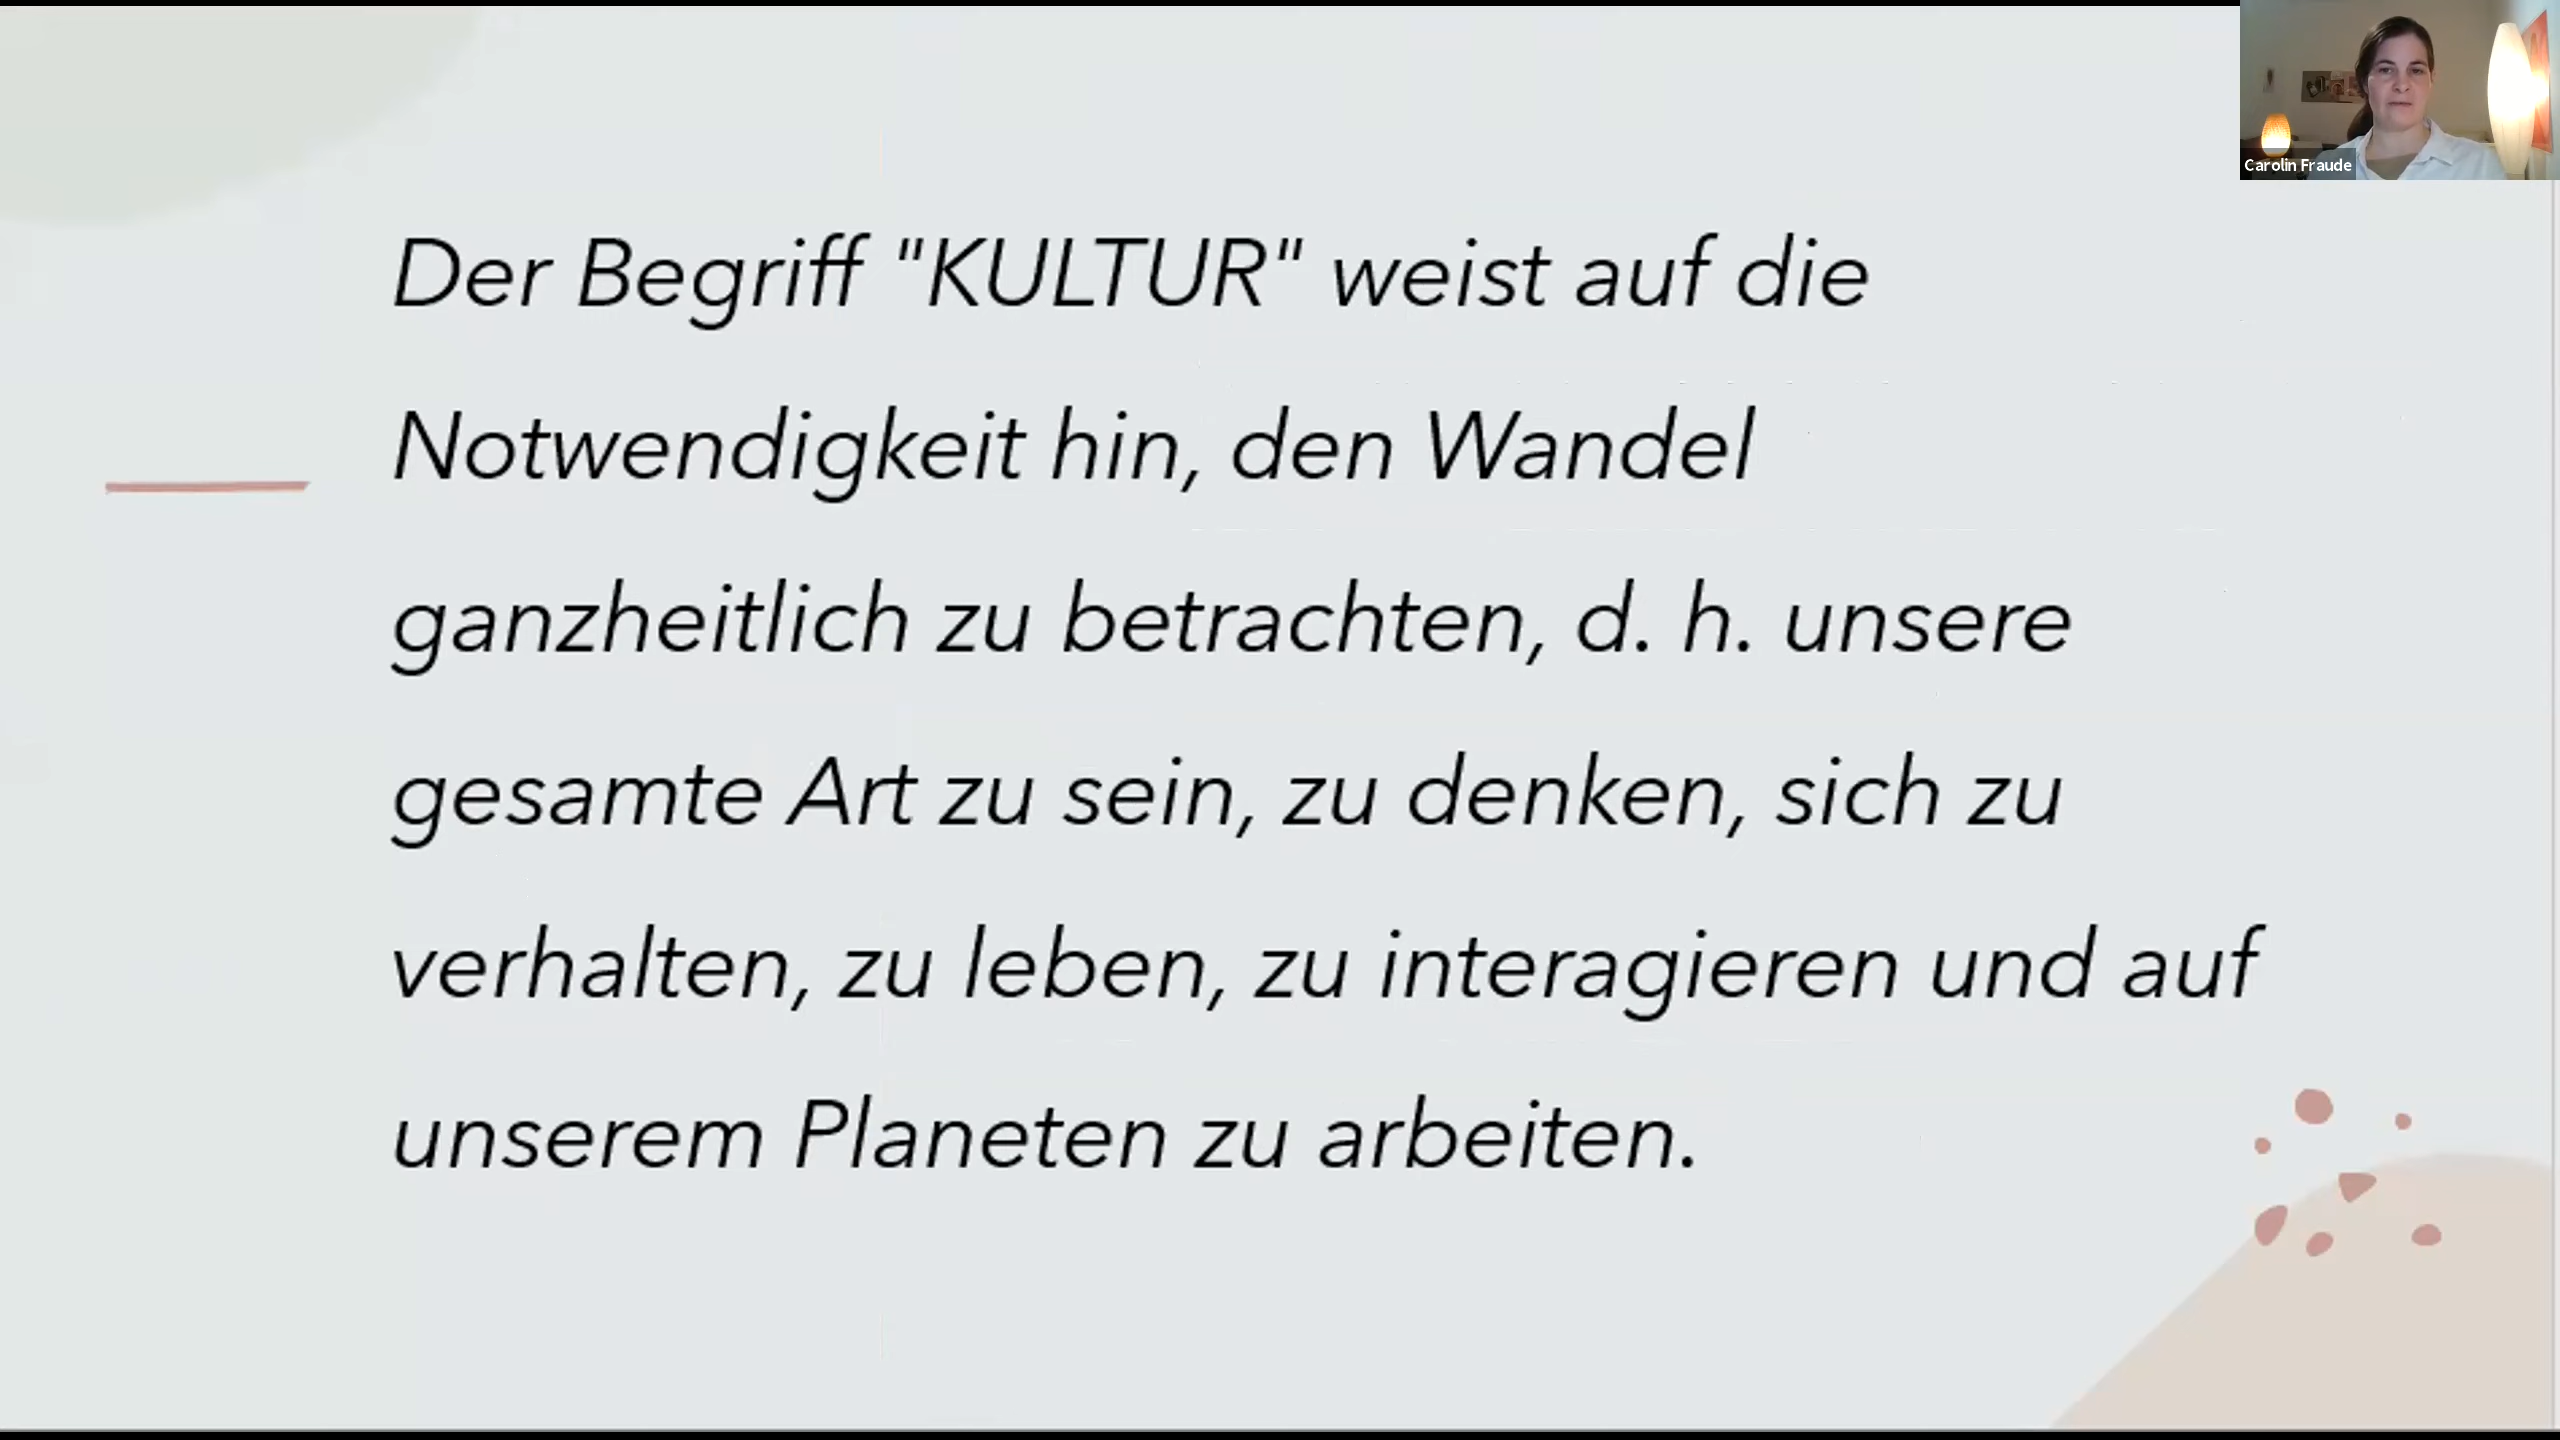 Carolin Fraude
Der Begriff "KULTUR" weist auf die
Notwendigkeit hin, den Wandel
ganzheitlich zu betrachten, d. h. unsere
gesamte Art zu sein, zu denken, sich zu
verhalten, zu leben, zu interagieren und auf
unserem Planeten zu arbeiten.